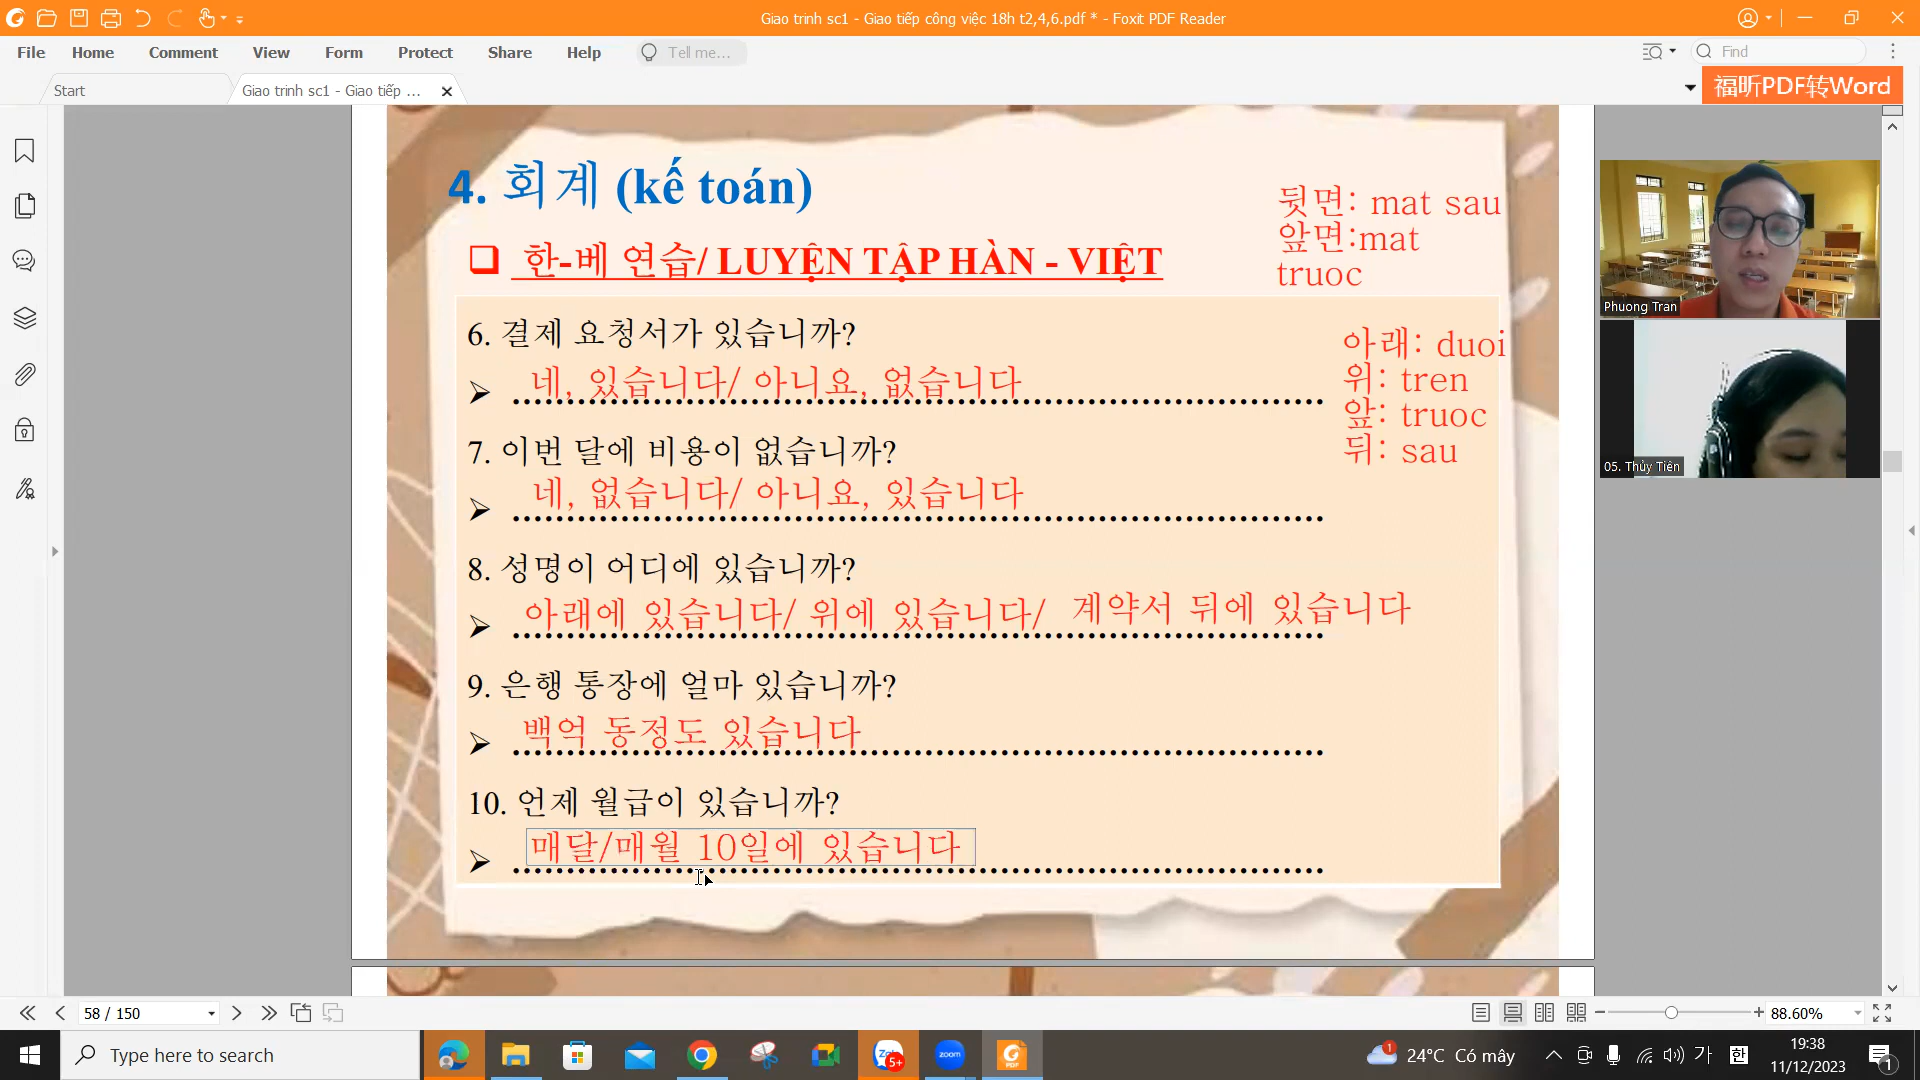 Giao trinh sc1 - Giao tiếp công việc 18h t2,4,6.pdf * - Foxit PDF Reader
File Home Comment View Form Protect Share Help Tell me... Find
Start Giao trinh sc1 - Giao tiếp ... 福昕PDF转Word
4. 회계 (kế toán)
뒷면: mat sau
앞면:mat
truoc
한-베 연습/ LUYỆN TẬP HÀN - VIỆT
Phuong Tran
6. 결제 요청서가 있습니까?
네, 있습니다/ 아니요, 없습니다
아래: duoi
위: tren
앞: truoc
뒤: sau
05. Thủy Tiên
7. 이번 달에 비용이 없습니까?
네, 없습니다/ 아니요, 있습니다
8. 성명이 어디에 있습니까?
아래에 있습니다/ 위에 있습니다/ 계약서 뒤에 있습니다
9. 은행 통장에 얼마 있습니까?
백억 동정도 있습니다
10. 언제 월급이 있습니까?
매달/매월 10일에 있습니다
58 / 150 88.60%
Type here to search
5+
zoom
PDF
1
24°C Có mây
가
한
19:38
11/12/2023
1